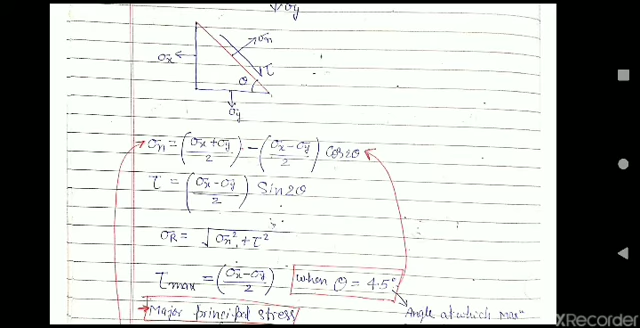 σy
σn
σx
τ
θ
σy
σn = (σx + σy / 2) − (σx − σy / 2) cos2θ
τ = (σx − σy / 2) Sin2θ
σR = √σn² + τ²
τmax = (σx − σy / 2) when θ = 45°
Major principal stress
Angle at which max^m
XRecorder